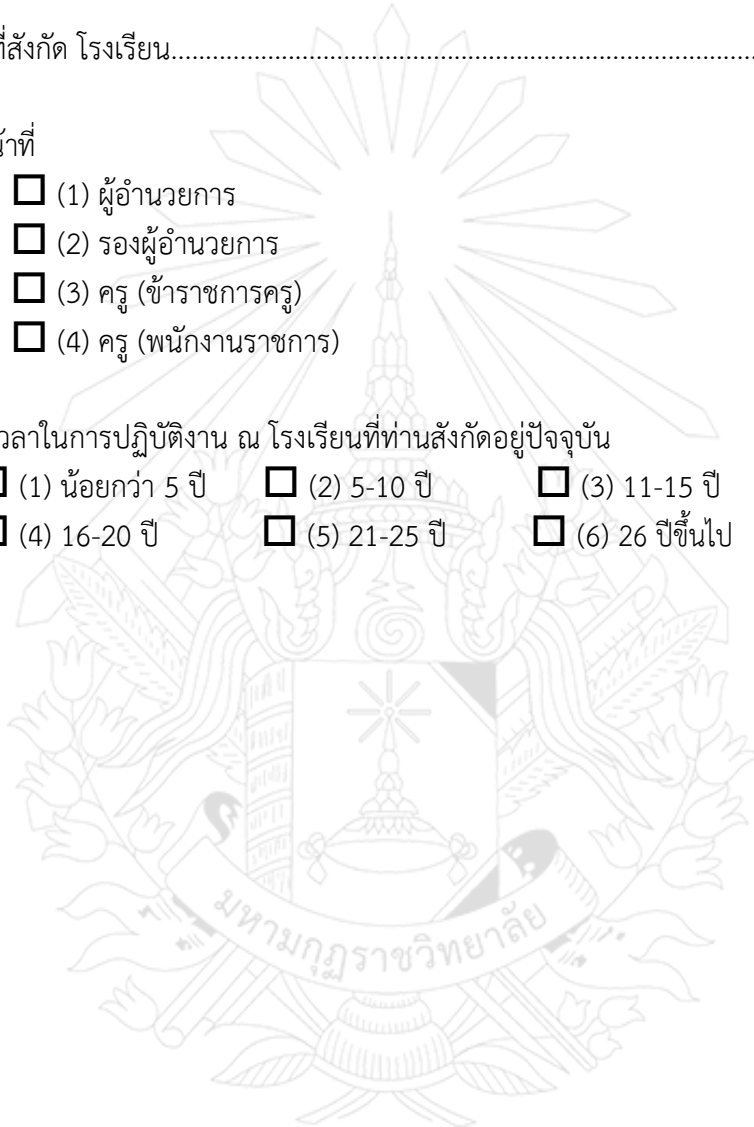 ที่สังกัด โรงเรียน....................................................................................
น้าที่
(1) ผู้อำนวยการ
(2) รองผู้อำนวยการ
(3) ครู (ข้าราชการครู)
(4) ครู (พนักงานราชการ)
วลาในการปฏิบัติงาน ณ โรงเรียนที่ท่านสังกัดอยู่ปัจจุบัน
(1) น้อยกว่า 5 ปี (2) 5-10 ปี (3) 11-15 ปี
(4) 16-20 ปี (5) 21-25 ปี (6) 26 ปีขึ้นไป
มหามกุฏราชวิทยาลัย